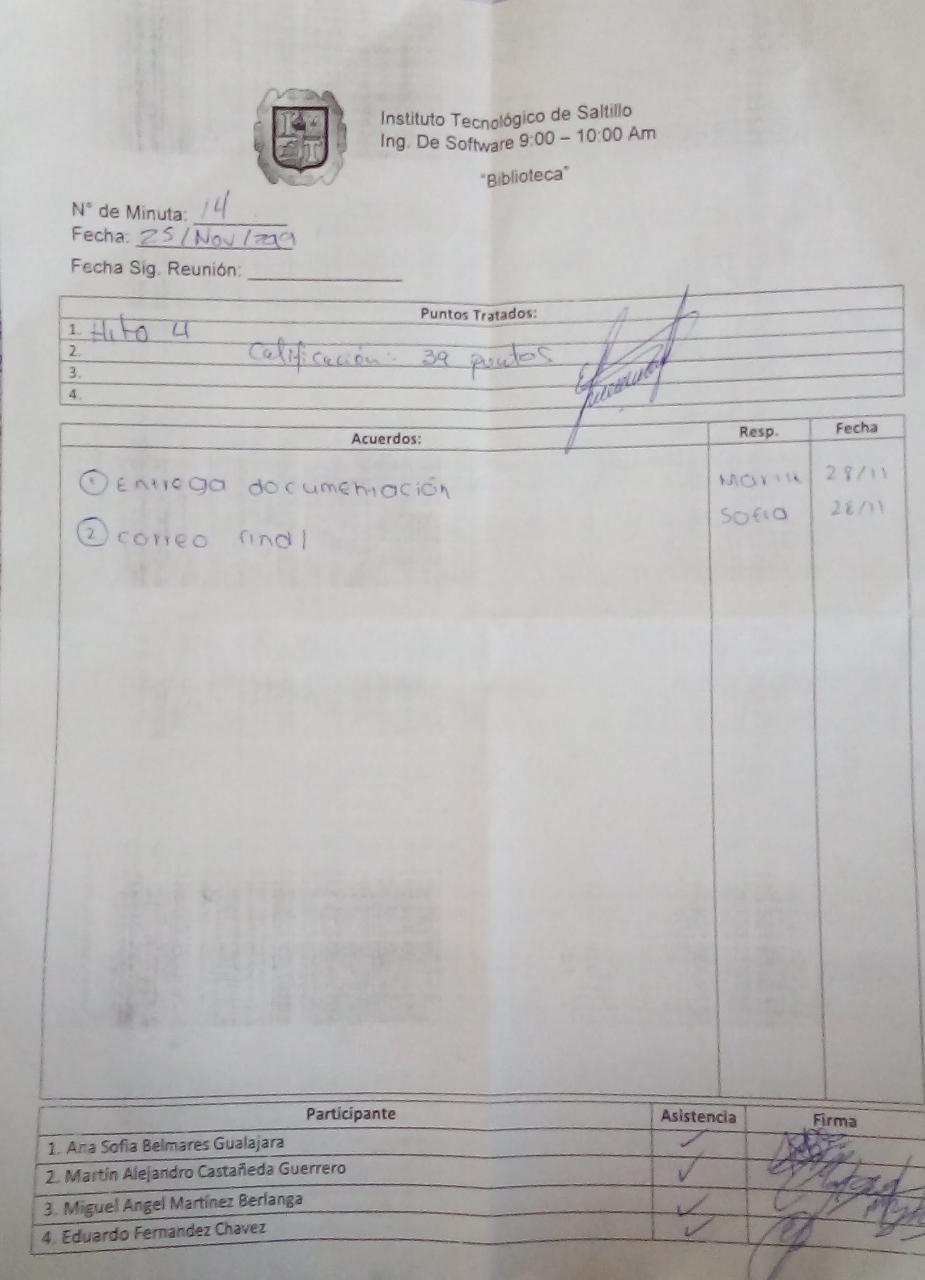 Instituto Tecnológico de Saltillo
Ing. De Software 9:00 – 10:00 Am
"Biblioteca"
N° de Minuta: 14
Fecha: 25/Nov/2019
Fecha Sig. Reunión:
Puntos Tratados:
1. Hito 4
2. Calificación: 39 puntos
3.
4.
Acuerdos: Resp. Fecha
① Entrega documentación 28/11
② correo final Sofia 28/11
Participante Asistencia Firma
1. Ana Sofia Belmares Gualajara ✓
2. Martín Alejandro Castañeda Guerrero ✓
3. Miguel Angel Martínez Berlanga ✓
4. Eduardo Fernandez Chavez ✓